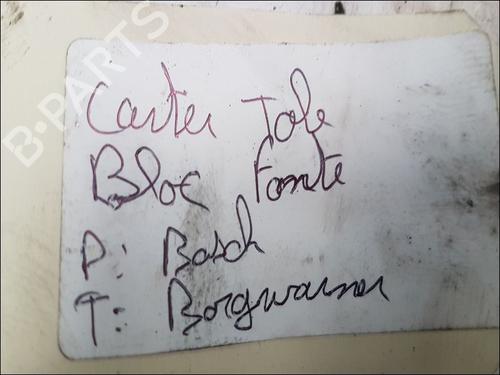 B-PARTS
Carter Tole
Bloc Fonte
P: Bosch
T: Borgwarner